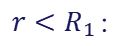 r < R₁ :